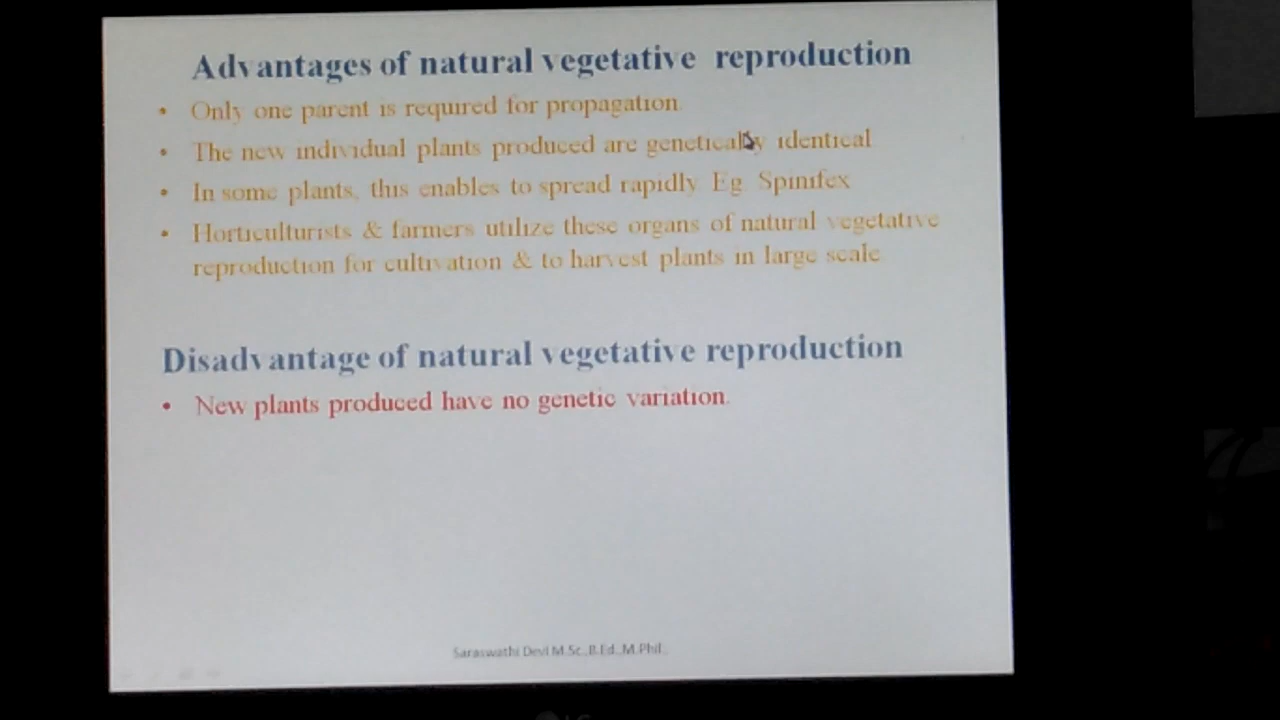 Advantages of natural vegetative reproduction
• Only one parent is required for propagation.
• The new individual plants produced are genetically identical
• In some plants, this enables to spread rapidly Eg Spinifex
• Horticulturists & farmers utilize these organs of natural vegetative
reproduction for cultivation & to harvest plants in large scale
Disadvantage of natural vegetative reproduction
• New plants produced have no genetic variation.
Saraswathi Devi M.Sc.,B.Ed.,M.Phil.,